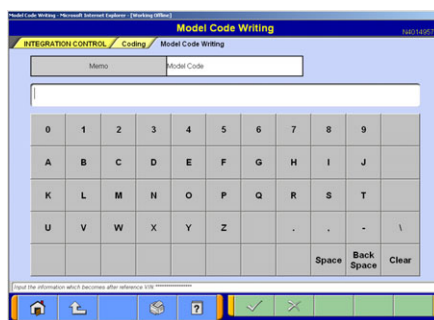 Model Code Writing - Microsoft Internet Explorer - [Working Offline]
Model Code Writing
INTEGRATION CONTROL Coding Model Code Writing
Memo Model Code
0 1 2 3 4 5 6 7 8 9
A B C D E F G H I J
K L M N O P Q R S T
U V W X Y Z . . - \
Space Back Space Clear
Input the information which becomes after reference VIN
?